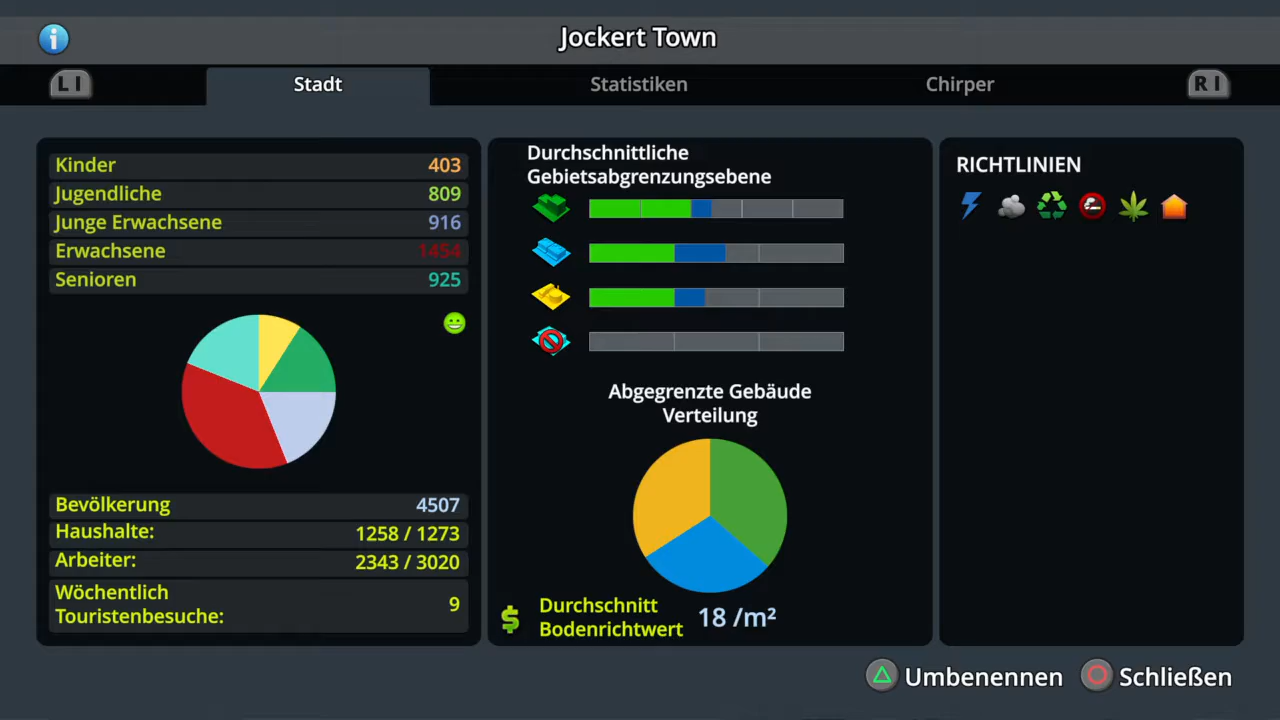 Jockert Town
L1
Stadt
Statistiken
Chirper
R1
Kinder 403
Jugendliche 809
Junge Erwachsene 916
Erwachsene 1454
Senioren 925
Bevölkerung 4507
Haushalte: 1258 / 1273
Arbeiter: 2343 / 3020
Wöchentlich
Touristenbesuche: 9
Durchschnittliche
Gebietsabgrenzungsebene
Abgegrenzte Gebäude
Verteilung
$
Durchschnitt
Bodenrichtwert 18 /m²
RICHTLINIEN
Umbenennen
Schließen